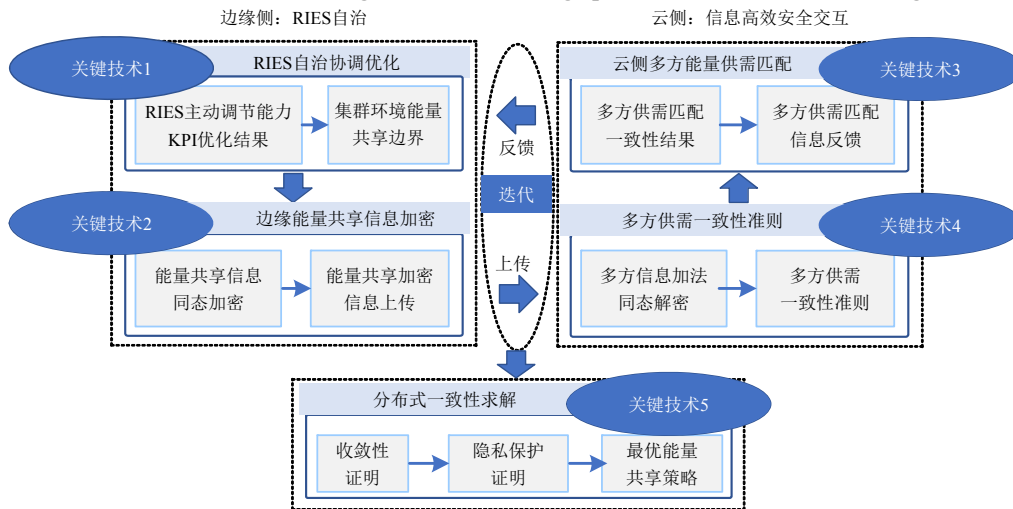 边缘侧：RIES自治
云侧：信息高效安全交互
关键技术1
RIES自治协调优化
RIES主动调节能力
KPI优化结果
集群环境能量
共享边界
关键技术2
边缘能量共享信息加密
能量共享信息
同态加密
能量共享加密
信息上传
反馈
迭代
上传
云侧多方能量供需匹配
关键技术3
多方供需匹配
一致性结果
多方供需匹配
信息反馈
多方供需一致性准则
关键技术4
多方信息加法
同态解密
多方供需
一致性准则
分布式一致性求解
关键技术5
收敛性
证明
隐私保护
证明
最优能量
共享策略